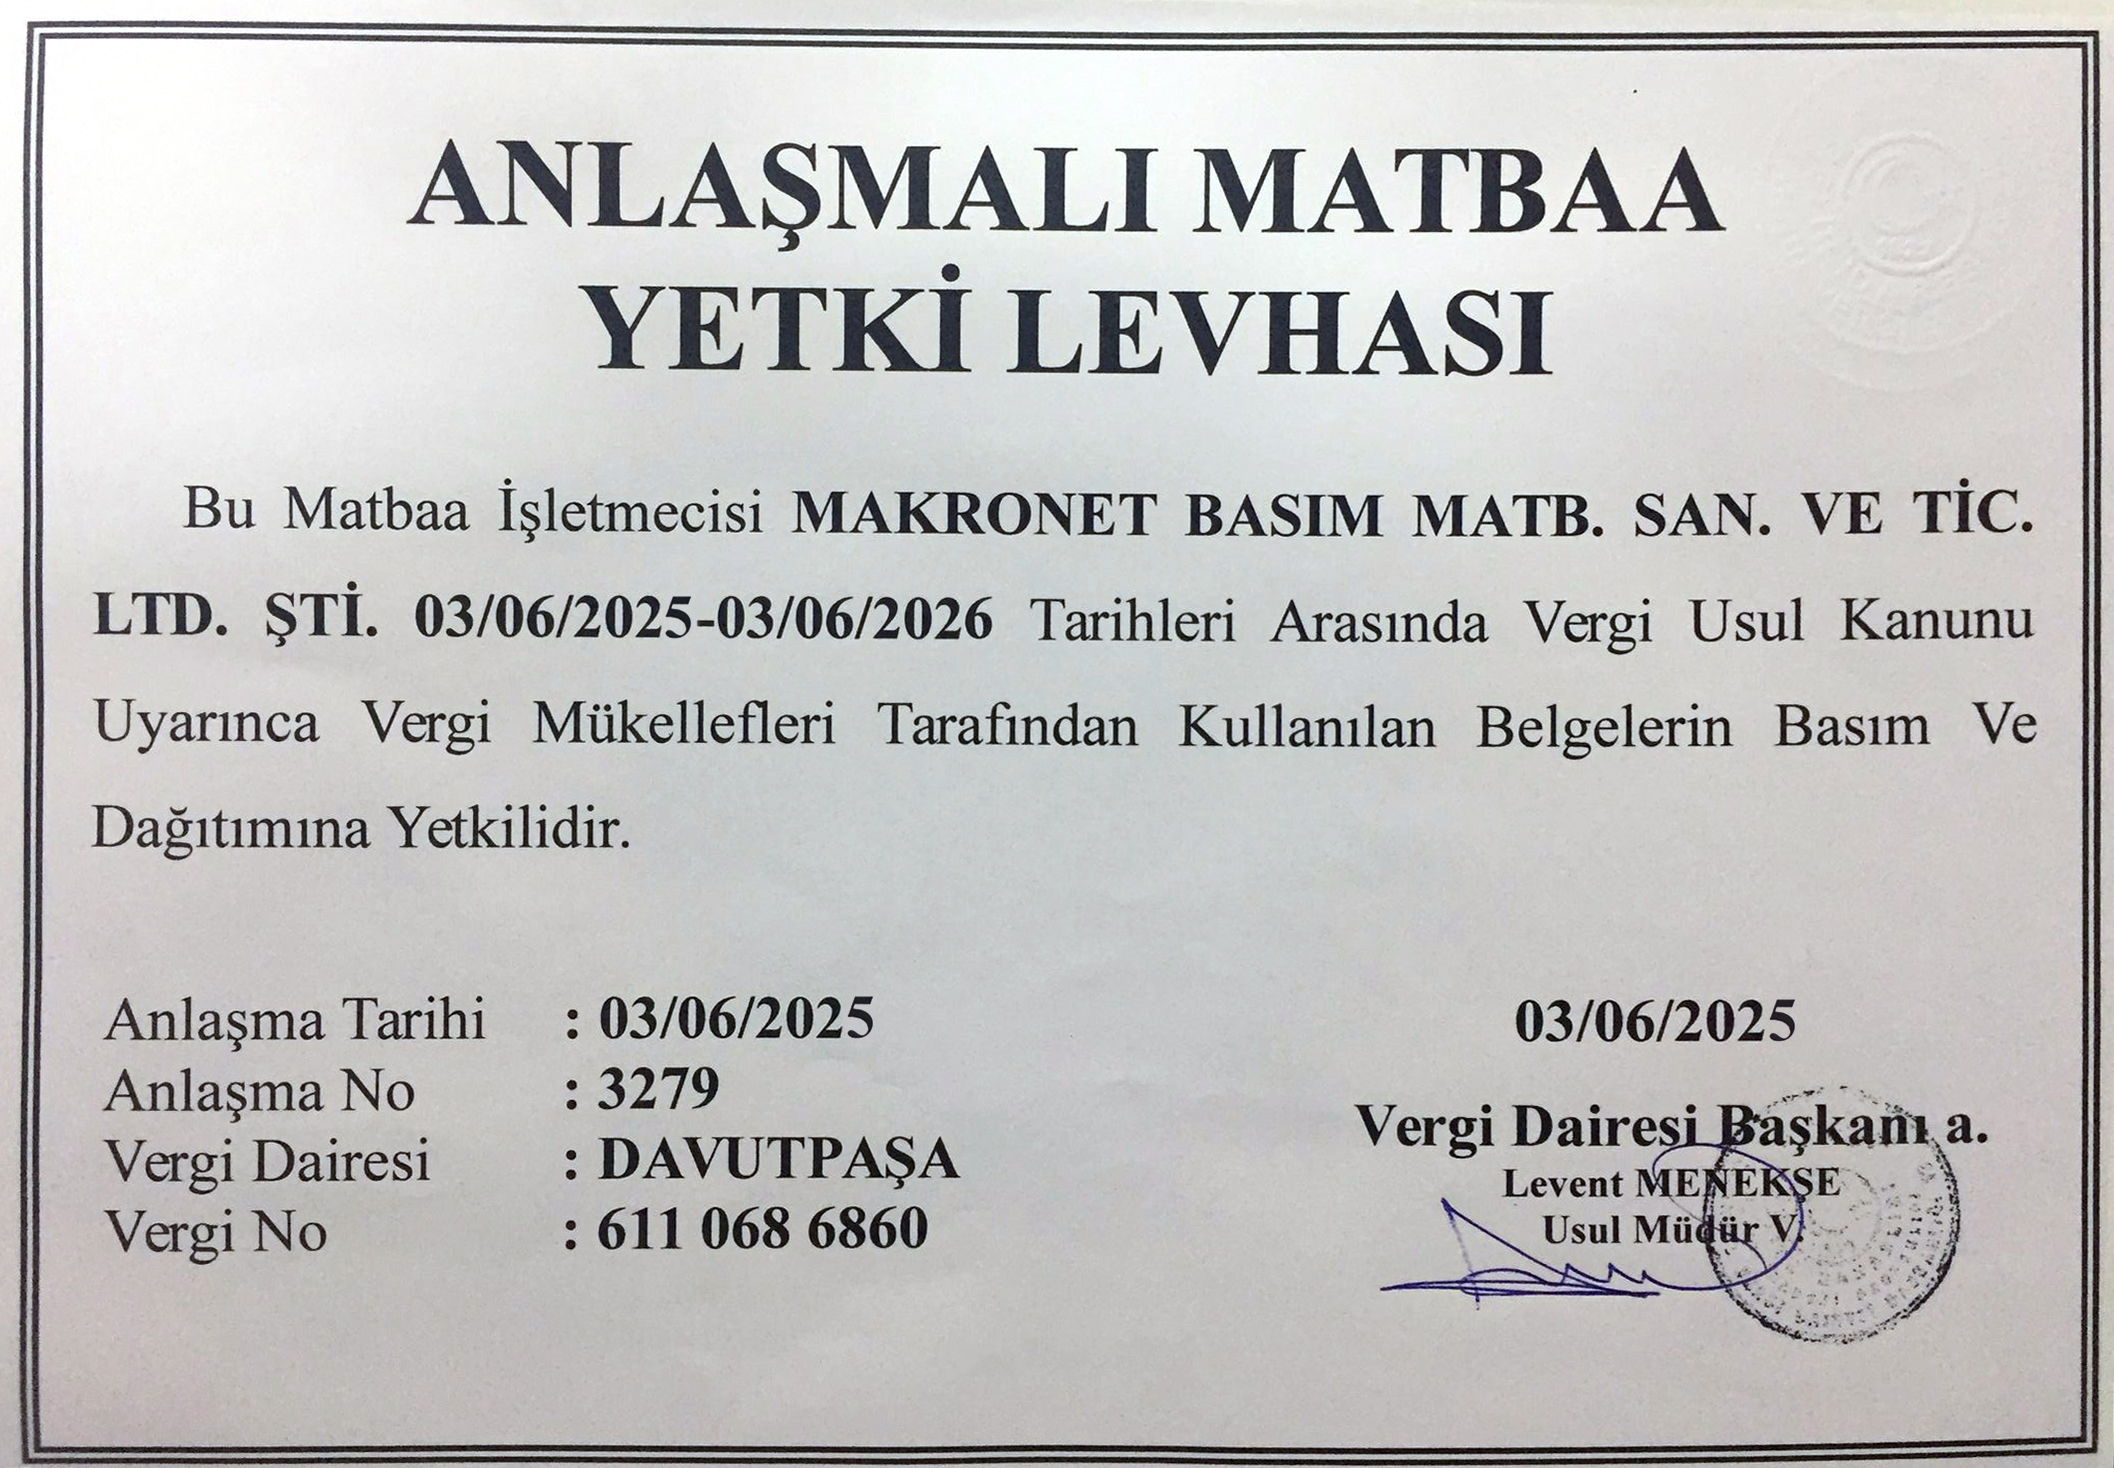 ANLAŞMALI MATBAA
YETKİ LEVHASI
Bu Matbaa İşletmecisi MAKRONET BASIM MATB. SAN. VE TİC.
LTD. ŞTİ. 03/06/2025-03/06/2026 Tarihleri Arasında Vergi Usul Kanunu
Uyarınca Vergi Mükellefleri Tarafından Kullanılan Belgelerin Basım Ve
Dağıtımına Yetkilidir.
Anlaşma Tarihi : 03/06/2025
Anlaşma No : 3279
Vergi Dairesi : DAVUTPAŞA
Vergi No : 611 068 6860
03/06/2025
Vergi Dairesi Başkanı a.
Levent MENEKŞE
Usul Müdür V.